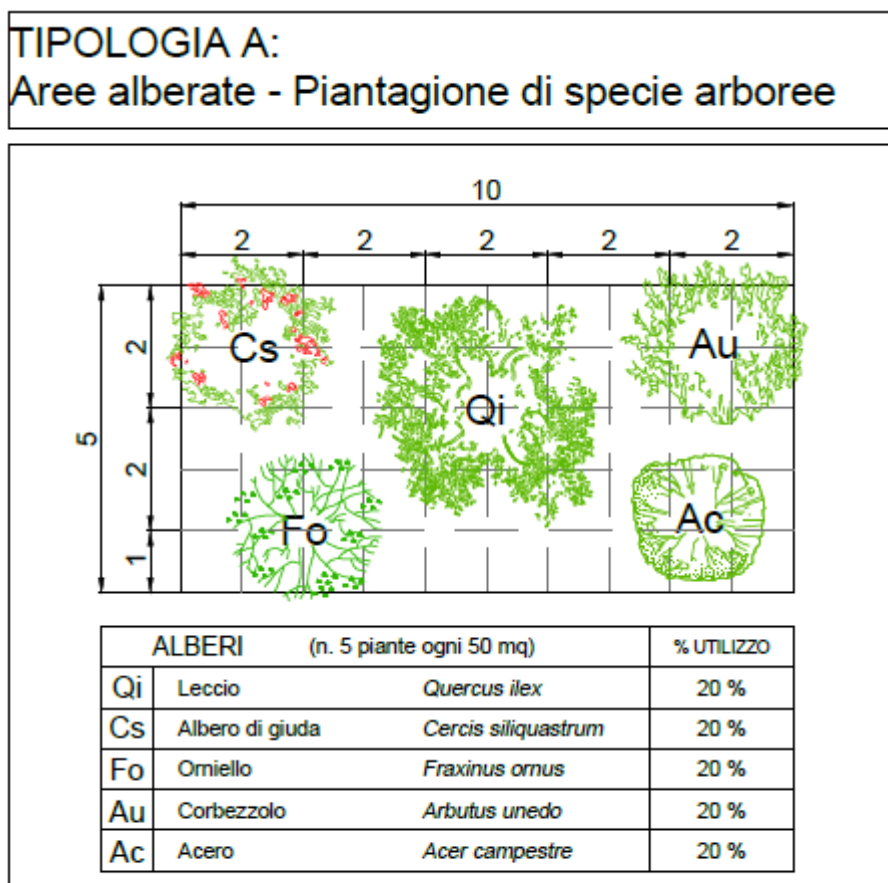 TIPOLOGIA A:
Aree alberate - Piantagione di specie arboree
10
2 2 2 2 2
5
2
2
1
Cs
Au
Qi
Fo
Ac
ALBERI (n. 5 piante ogni 50 mq) % UTILIZZO
Qi Leccio Quercus ilex 20 %
Cs Albero di giuda Cercis siliquastrum 20 %
Fo Orniello Fraxinus ornus 20 %
Au Corbezzolo Arbutus unedo 20 %
Ac Acero Acer campestre 20 %